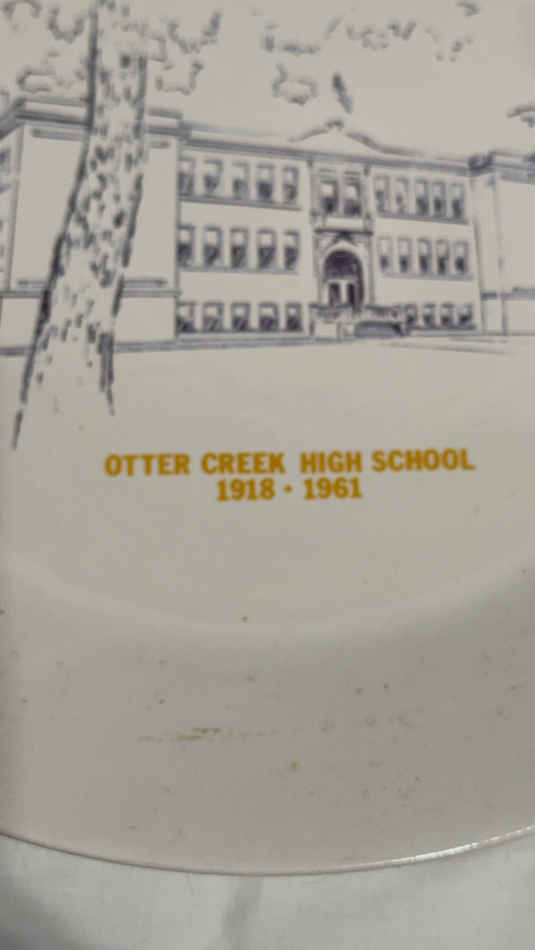 OTTER CREEK HIGH SCHOOL
1918 • 1961